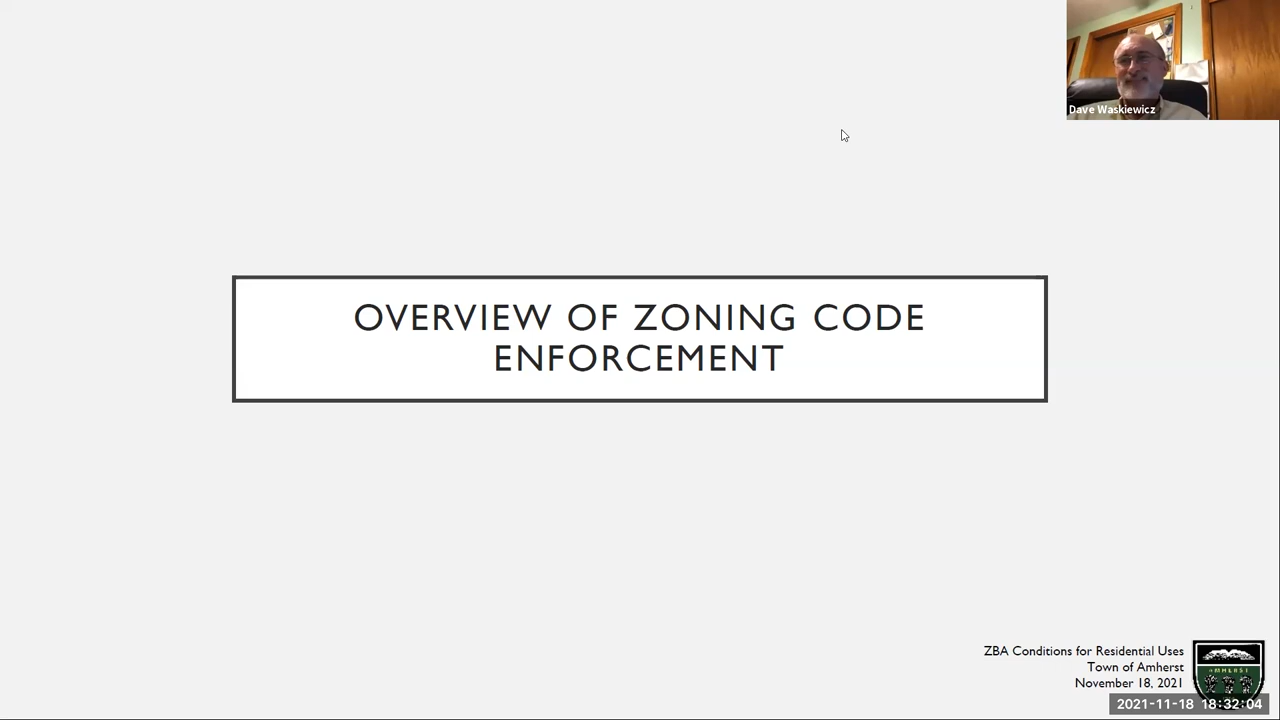 Dave Waskiewicz
OVERVIEW OF ZONING CODE
ENFORCEMENT
ZBA Conditions for Residential Uses
Town of Amherst
November 18, 2021
AMHERST
2021-11-18 18:32:04